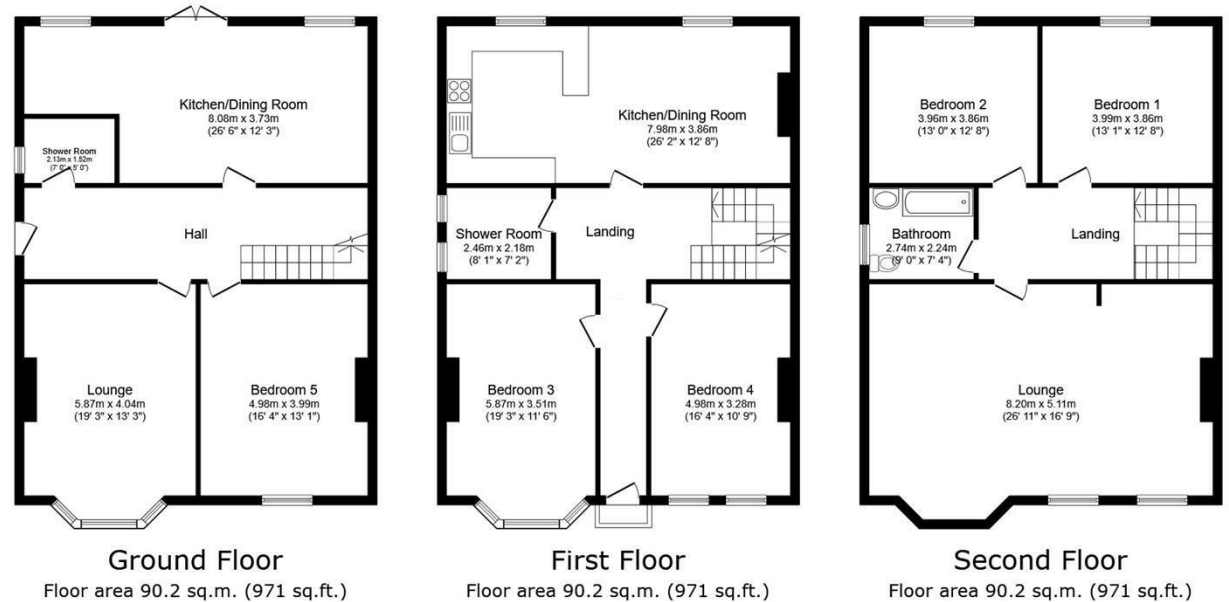 Kitchen/Dining Room
8.08m x 3.73m
(26' 6" x 12' 3")
Shower Room
2.13m x 1.52m
(7' 0" x 5' 0")
Hall
Lounge
5.87m x 4.04m
(19' 3" x 13' 3")
Bedroom 5
4.98m x 3.99m
(16' 4" x 13' 1")
Ground Floor
Floor area 90.2 sq.m. (971 sq.ft.)
Kitchen/Dining Room
7.98m x 3.86m
(26' 2" x 12' 8")
Shower Room
2.46m x 2.18m
(8' 1" x 7' 2")
Landing
Bedroom 3
5.87m x 3.51m
(19' 3" x 11' 6")
Bedroom 4
4.98m x 3.28m
(16' 4" x 10' 9")
First Floor
Floor area 90.2 sq.m. (971 sq.ft.)
Bedroom 2
3.96m x 3.86m
(13' 0" x 12' 8")
Bedroom 1
3.99m x 3.86m
(13' 1" x 12' 8")
Bathroom
2.74m x 2.24m
(9' 0" x 7' 4")
Landing
Lounge
8.20m x 5.11m
(26' 11" x 16' 9")
Second Floor
Floor area 90.2 sq.m. (971 sq.ft.)